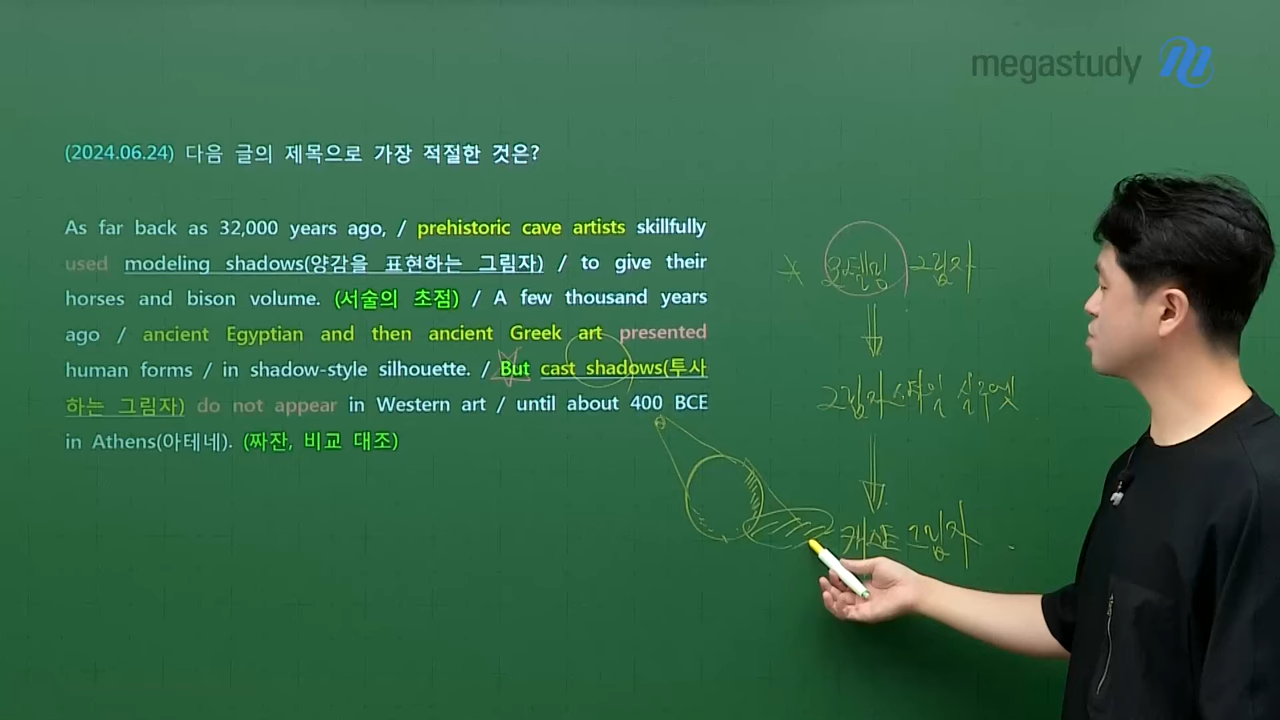 megastudy
(2024.06.24) 다음 글의 제목으로 가장 적절한 것은?
As far back as 32,000 years ago, / prehistoric cave artists skillfully
used modeling shadows(양감을 표현하는 그림자) / to give their
horses and bison volume. (서술의 초점) / A few thousand years
ago / ancient Egyptian and then ancient Greek art presented
human forms / in shadow-style silhouette. / But cast shadows(투사
하는 그림자) do not appear in Western art / until about 400 BCE
in Athens(아테네). (짜잔, 비교 대조)
모델링 그림자
그림자 실루엣
캐스트 그림자